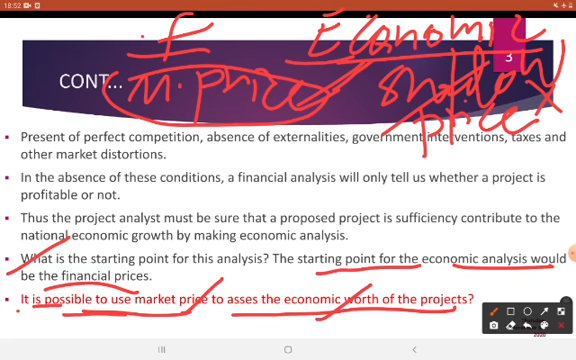 18:52
.F Economic
3
CONT...
M.price shadow
price
Present of perfect competition, absence of externalities, government interventions, taxes and
other market distortions.
In the absence of these conditions, a financial analysis will only tell us whether a project is
profitable or not.
Thus the project analyst must be sure that a proposed project is sufficiency contribute to the
national economic growth by making economic analysis.
What is the starting point for this analysis? The starting point for the economic analysis would
be the financial prices.
It is possible to use market price to asses the economic worth of the projects?
2020